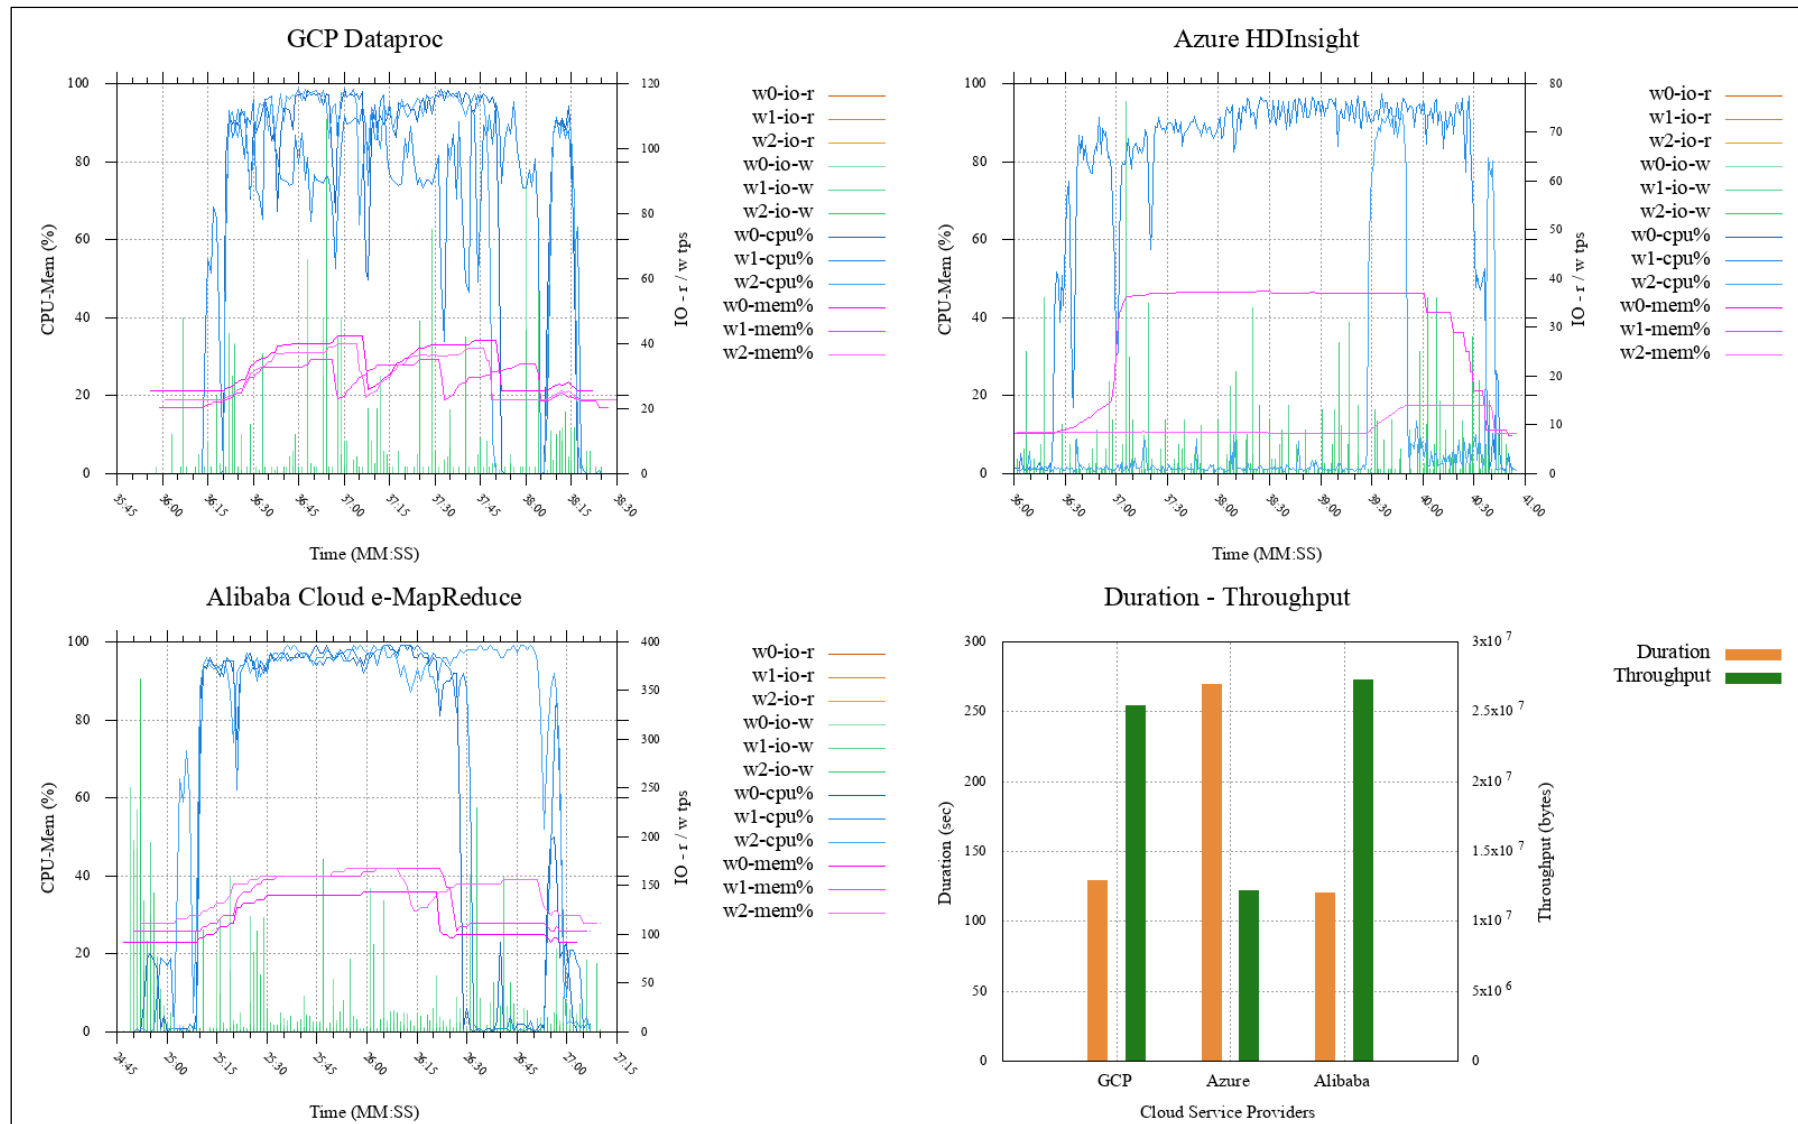 GCP Dataproc
100
80
60
40
20
0
CPU-Mem (%)
120
100
80
60
40
20
0
IO - r / w tps
35:45
36:00
36:15
36:30
36:45
37:00
37:15
37:30
37:45
38:00
38:15
38:30
Time (MM:SS)
w0-io-r
w1-io-r
w2-io-r
w0-io-w
w1-io-w
w2-io-w
w0-cpu%
w1-cpu%
w2-cpu%
w0-mem%
w1-mem%
w2-mem%
Azure HDInsight
100
80
60
40
20
0
CPU-Mem (%)
80
70
60
50
40
30
20
10
0
IO - r / w tps
36:00
36:30
37:00
37:30
38:00
38:30
39:00
39:30
40:00
40:30
41:00
Time (MM:SS)
w0-io-r
w1-io-r
w2-io-r
w0-io-w
w1-io-w
w2-io-w
w0-cpu%
w1-cpu%
w2-cpu%
w0-mem%
w1-mem%
w2-mem%
Alibaba Cloud e-MapReduce
100
80
60
40
20
0
CPU-Mem (%)
400
350
300
250
200
150
100
50
0
IO - r / w tps
24:45
25:00
25:15
25:30
25:45
26:00
26:15
26:30
26:45
27:00
27:15
Time (MM:SS)
w0-io-r
w1-io-r
w2-io-r
w0-io-w
w1-io-w
w2-io-w
w0-cpu%
w1-cpu%
w2-cpu%
w0-mem%
w1-mem%
w2-mem%
Duration - Throughput
300
250
200
150
100
50
0
Duration (sec)
3x10 7
2.5x10 7
2x10 7
1.5x10 7
1x10 7
5x10 6
0
Throughput (bytes)
GCP
Azure
Alibaba
Cloud Service Providers
Duration
Throughput